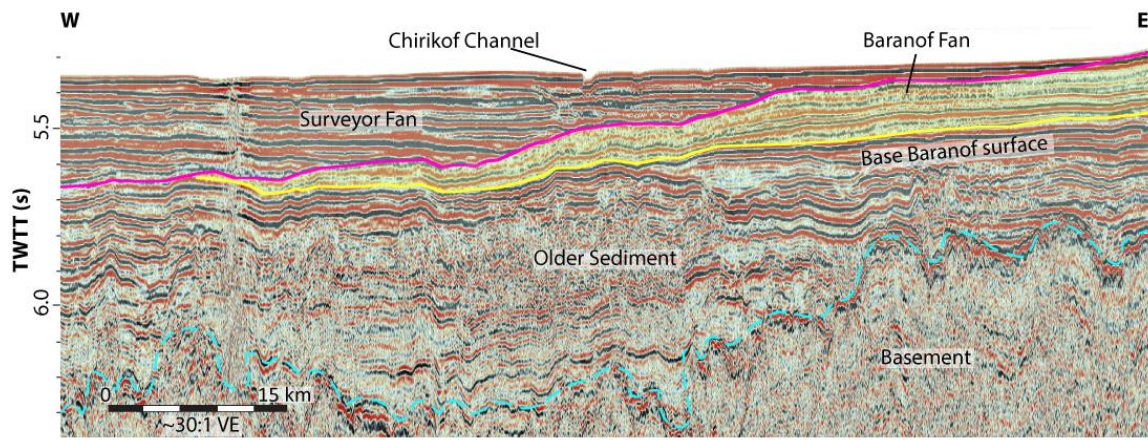 W
E
Chirikof Channel
Baranof Fan
5.5
Surveyor Fan
Base Baranof surface
TWTT (s)
Older Sediment
6.0
Basement
0
15 km
~30:1 VE